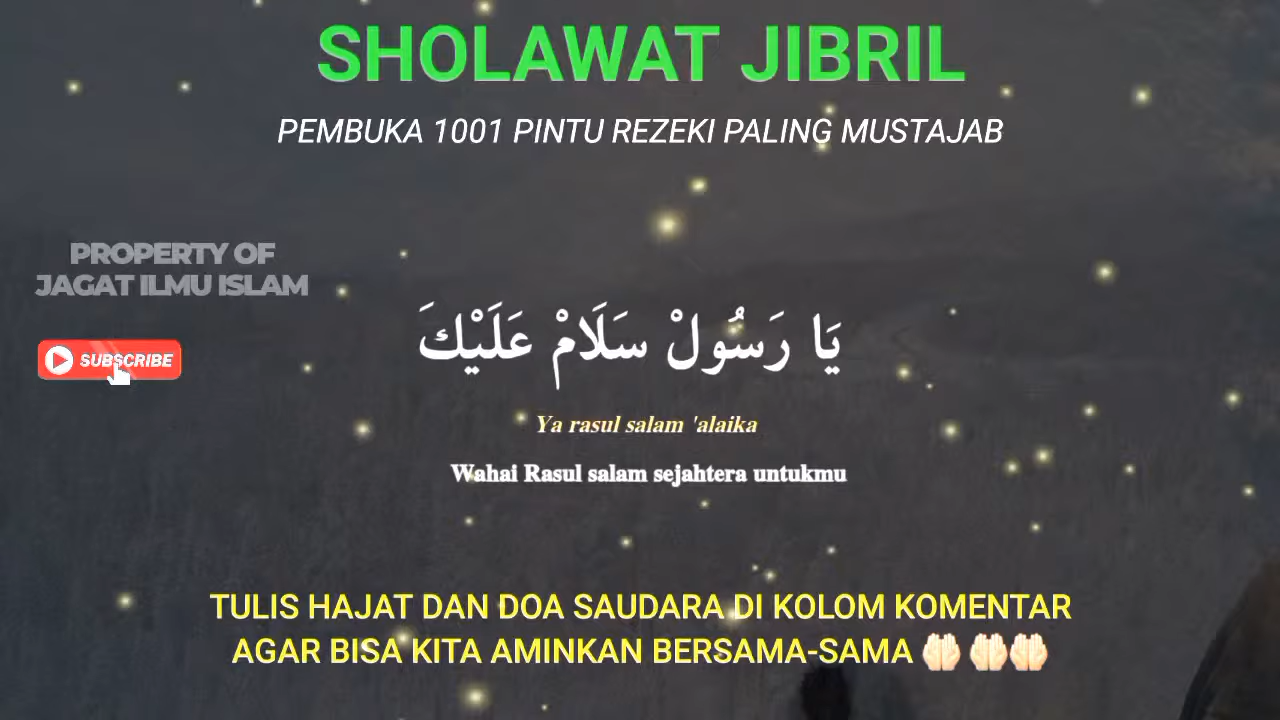 SHOLAWAT JIBRIL
PEMBUKA 1001 PINTU REZEKI PALING MUSTAJAB
PROPERTY OF
JAGAT ILMU ISLAM
SUBSCRIBE
يَا رَسُولْ سَلَامْ عَلَيْكَ
Ya rasul salam 'alaika
Wahai Rasul salam sejahtera untukmu
TULIS HAJAT DAN DOA SAUDARA DI KOLOM KOMENTAR
AGAR BISA KITA AMINKAN BERSAMA-SAMA 🤲🏻 🤲🏻🤲🏻